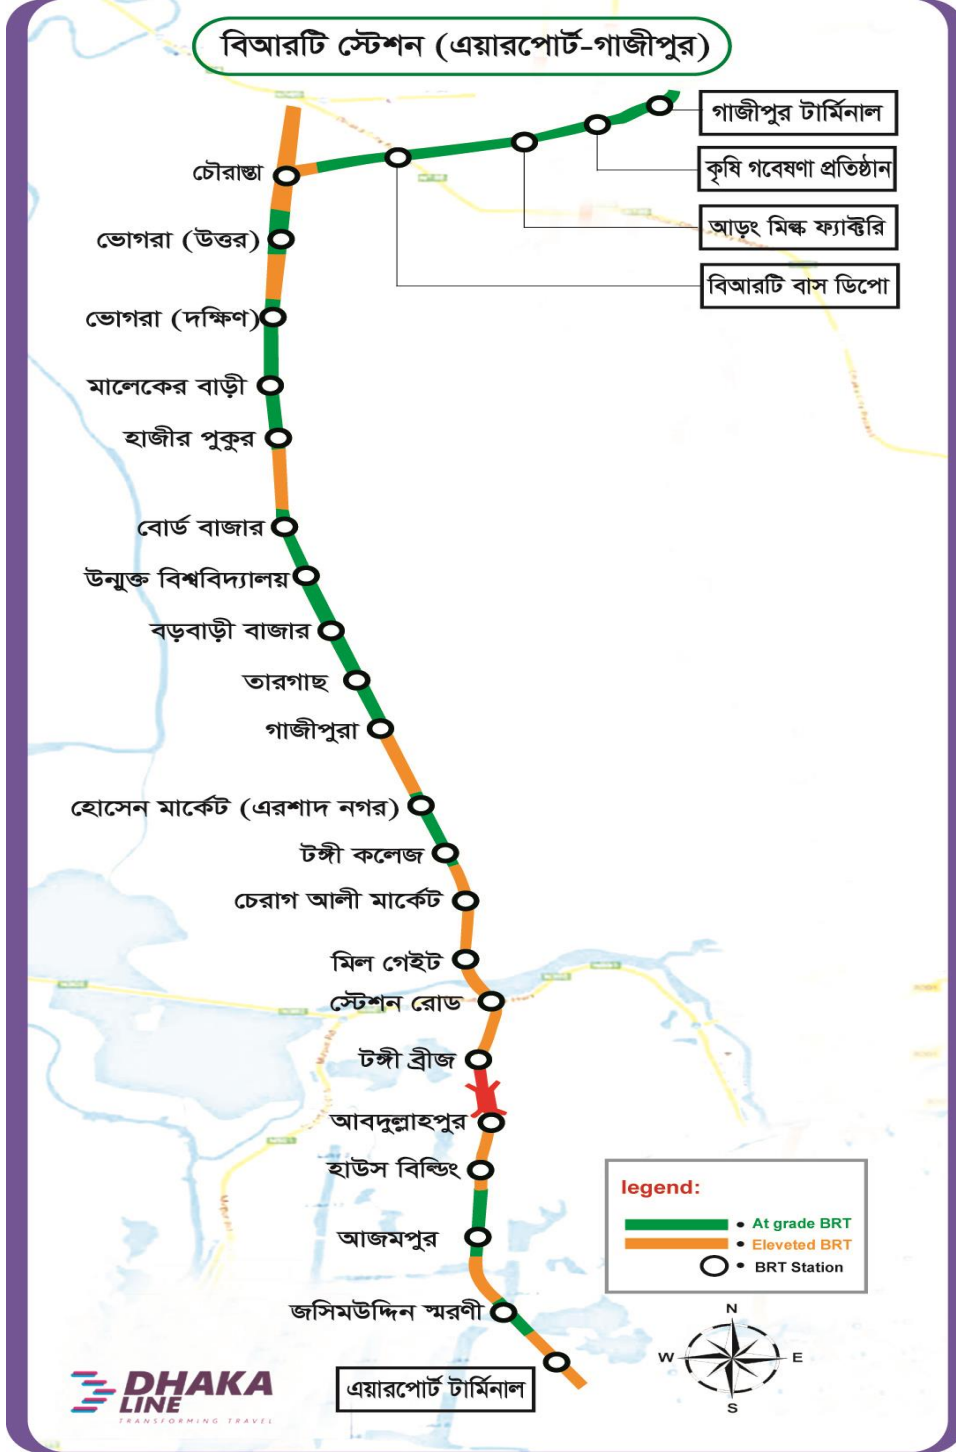 বিআরটি স্টেশন (এয়ারপোর্ট-গাজীপুর)
গাজীপুর টার্মিনাল
কৃষি গবেষণা প্রতিষ্ঠান
আড়ং মিল্ক ফ্যাক্টরি
বিআরটি বাস ডিপো
চৌরাস্তা
ভোগরা (উত্তর)
ভোগরা (দক্ষিণ)
মালেকের বাড়ী
হাজীর পুকুর
বোর্ড বাজার
উন্মুক্ত বিশ্ববিদ্যালয়
বড়বাড়ী বাজার
তারগাছ
গাজীপুরা
হোসেন মার্কেট (এরশাদ নগর)
টঙ্গী কলেজ
চেরাগ আলী মার্কেট
মিল গেইট
স্টেশন রোড
টঙ্গী ব্রীজ
আবদুল্লাহপুর
হাউস বিল্ডিং
আজমপুর
জসিমউদ্দিন স্মরণী
এয়ারপোর্ট টার্মিনাল
legend:
At grade BRT
Eleveted BRT
BRT Station
N
W E
S
DHAKA
LINE
TRANSFORMING TRAVEL